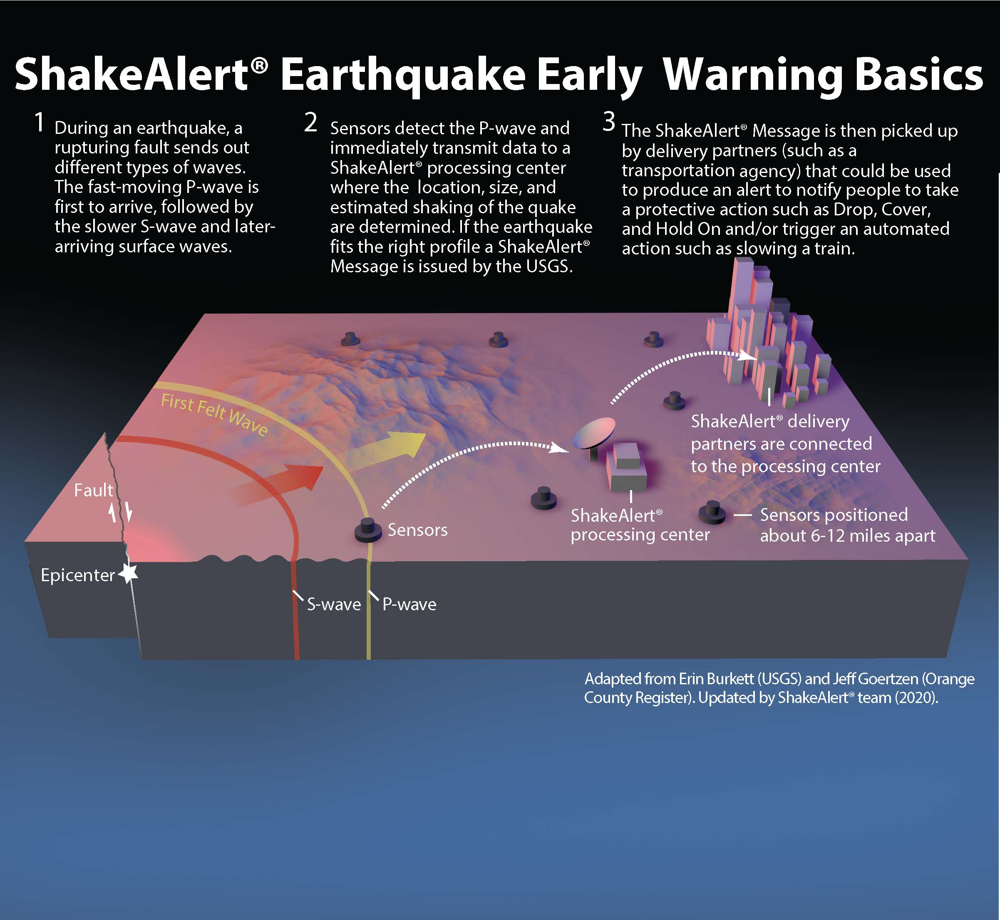 ShakeAlert® Earthquake Early Warning Basics
1
During an earthquake, a
rupturing fault sends out
different types of waves.
The fast-moving P-wave is
first to arrive, followed by
the slower S-wave and later-
arriving surface waves.
2
Sensors detect the P-wave and
immediately transmit data to a
ShakeAlert® processing center
where the location, size, and
estimated shaking of the quake
are determined. If the earthquake
fits the right profile a ShakeAlert®
Message is issued by the USGS.
3
The ShakeAlert® Message is then picked up
by delivery partners (such as a
transportation agency) that could be used
to produce an alert to notify people to take
a protective action such as Drop, Cover,
and Hold On and/or trigger an automated
action such as slowing a train.
First Felt Wave
ShakeAlert® delivery
partners are connected
to the processing center
Fault
Sensors
ShakeAlert®
processing center
Sensors positioned
about 6-12 miles apart
Epicenter
S-wave
P-wave
Adapted from Erin Burkett (USGS) and Jeff Goertzen (Orange
County Register). Updated by ShakeAlert® team (2020).